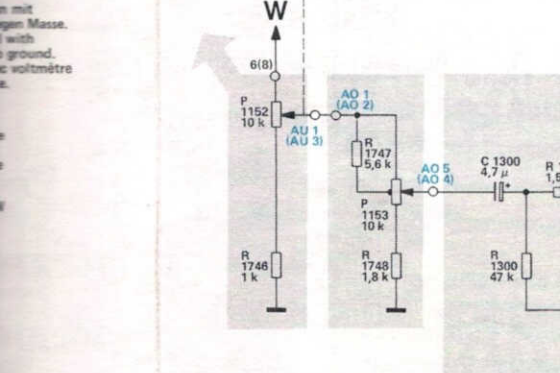 n mit
gen Masse.
with
ground.
c voltmètre
e.
e
e
W
6(8)
P
1152
10 k
AU 1
(AU 3)
AO 1
(AO 2)
R
1747
5,6 k
P
1153
10 k
AO 5
(AO 4)
C 1300
4,7 µ
+
R
1,5
R
1746
1 k
R
1748
1,8 k
R
1300
47 k